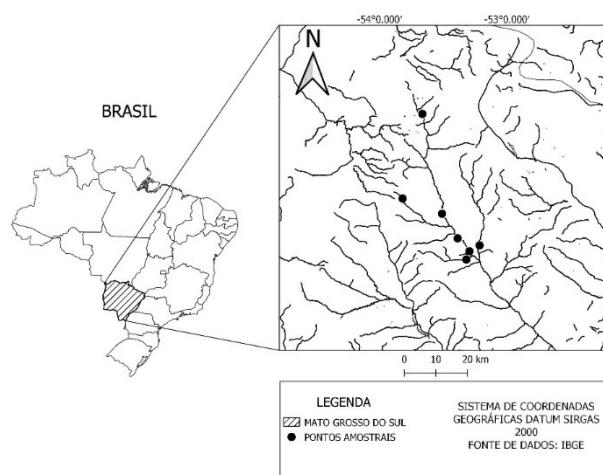 -54°0.000'
-53°0.000'
N
BRASIL
0 10 20 km
LEGENDA
MATO GROSSO DO SUL
PONTOS AMOSTRAIS
SISTEMA DE COORDENADAS
GEOGRÁFICAS DATUM SIRGAS
2000
FONTE DE DADOS: IBGE